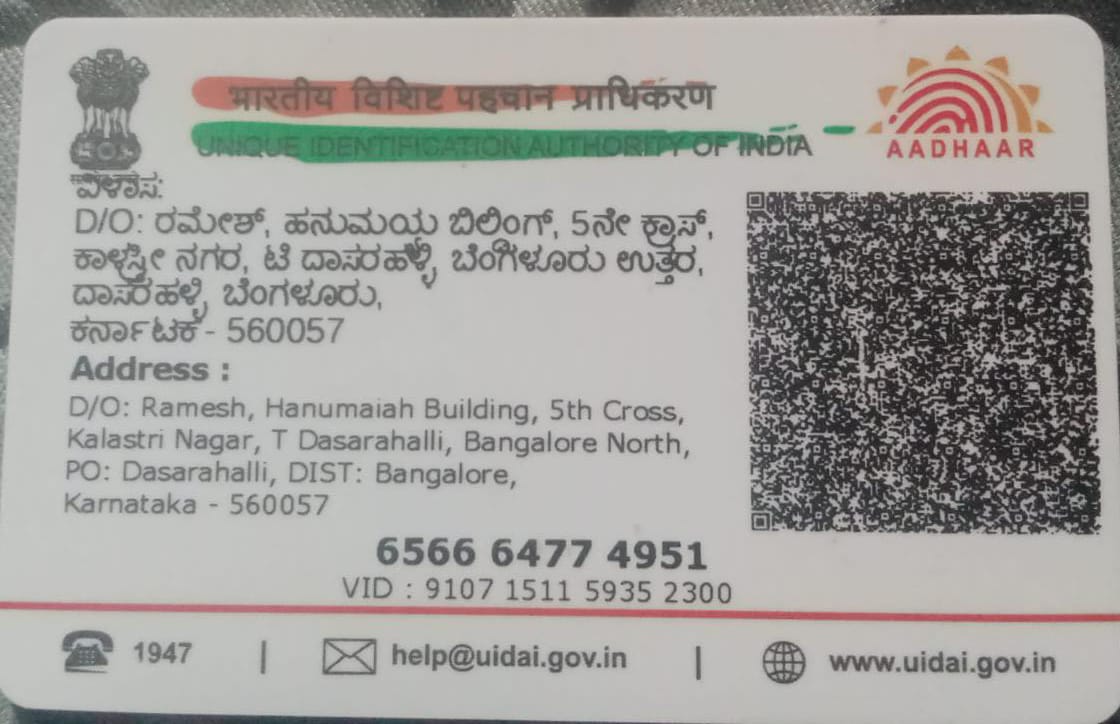 भारतीय विशिष्ट पहचान प्राधिकरण
UNIQUE IDENTIFICATION AUTHORITY OF INDIA
AADHAAR
ವಿಳಾಸ:
D/O: ರಮೇಶ್, ಹನುಮಯ್ಯ ಬಿಲಿಂಗ್, 5ನೇ ಕ್ರಾಸ್,
ಕಾಳಸ್ತ್ರೀ ನಗರ, ಟಿ ದಾಸರಹಳ್ಳಿ, ಬೆಂಗಳೂರು ಉತ್ತರ,
ದಾಸರಹಳ್ಳಿ, ಬೆಂಗಳೂರು,
ಕರ್ನಾಟಕ - 560057
Address :
D/O: Ramesh, Hanumaiah Building, 5th Cross,
Kalastri Nagar, T Dasarahalli, Bangalore North,
PO: Dasarahalli, DIST: Bangalore,
Karnataka - 560057
6566 6477 4951
VID : 9107 1511 5935 2300
1947 | help@uidai.gov.in | www.uidai.gov.in